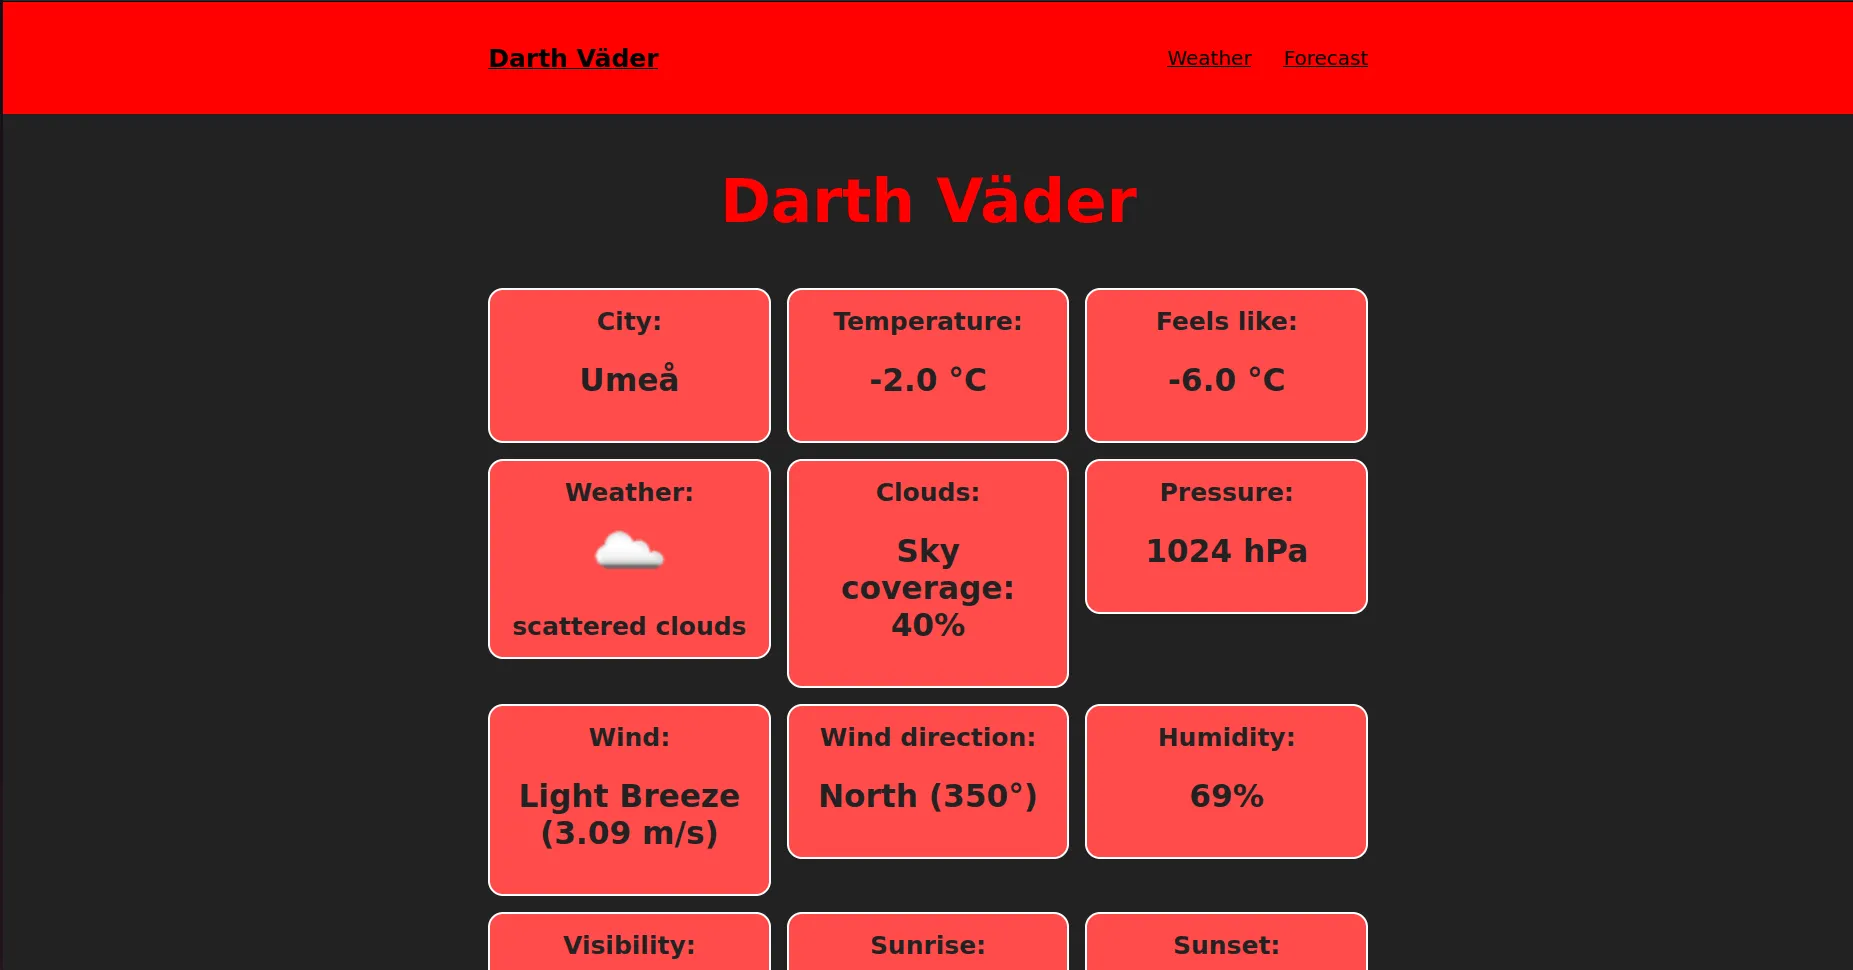 Darth Väder
Weather
Forecast
Darth Väder
City:
Umeå
Temperature:
-2.0 °C
Feels like:
-6.0 °C
Weather:
scattered clouds
Clouds:
Sky
coverage:
40%
Pressure:
1024 hPa
Wind:
Light Breeze
(3.09 m/s)
Wind direction:
North (350°)
Humidity:
69%
Visibility:
Sunrise:
Sunset: